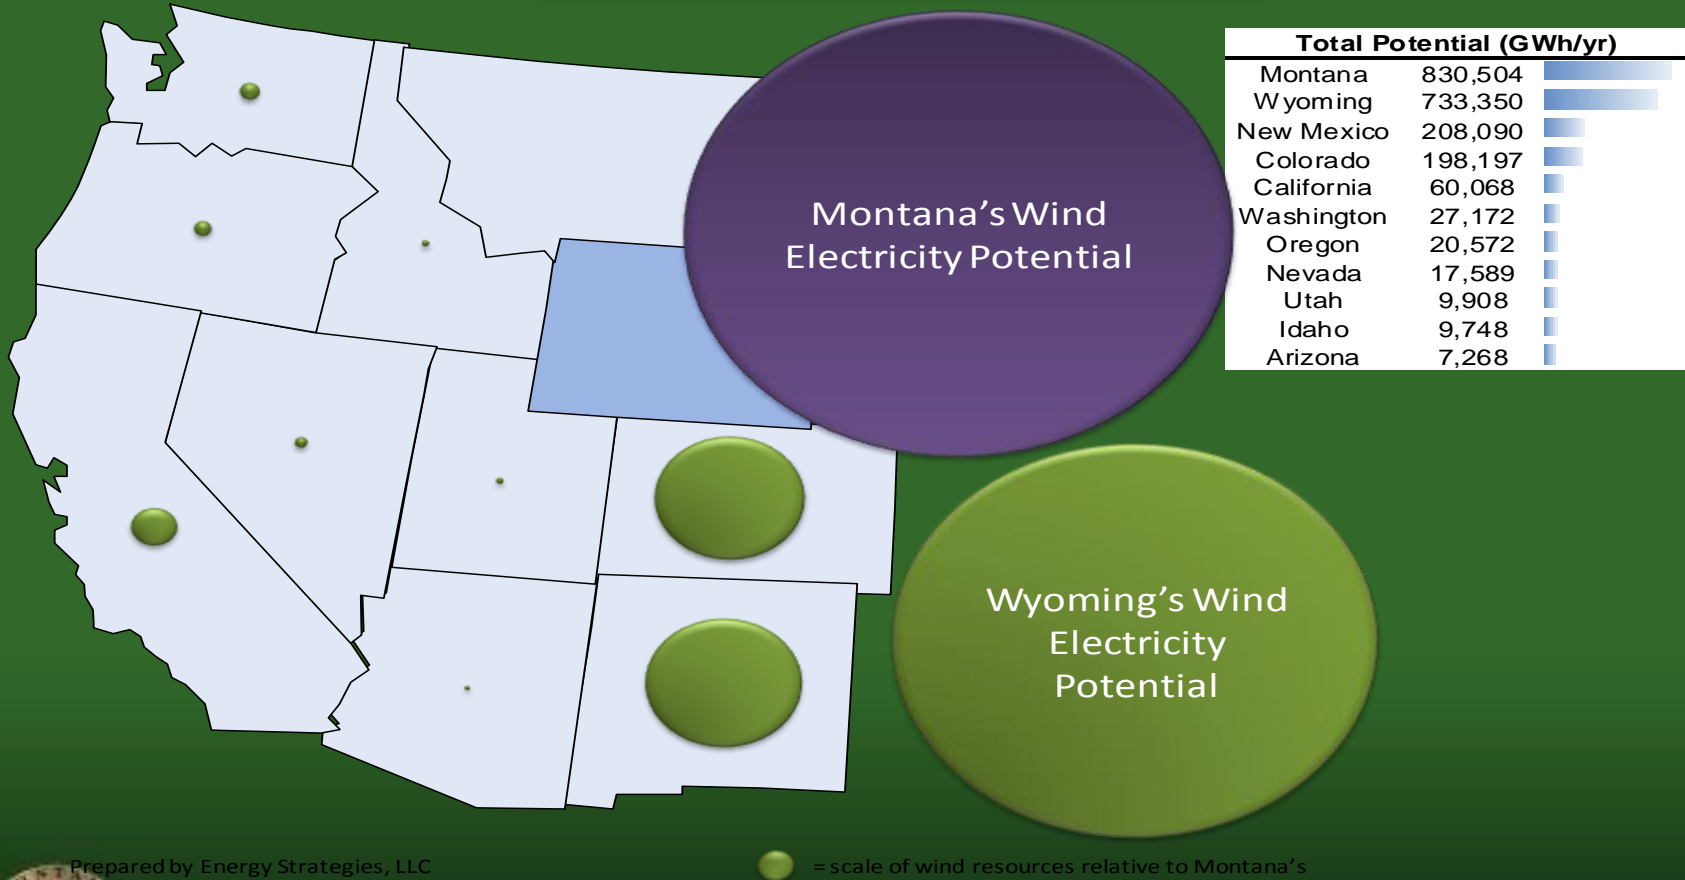 Total Potential (GWh/yr)
Montana 830,504
Wyoming 733,350
New Mexico 208,090
Colorado 198,197
California 60,068
Washington 27,172
Oregon 20,572
Nevada 17,589
Utah 9,908
Idaho 9,748
Arizona 7,268
Montana's Wind
Electricity Potential
Wyoming's Wind
Electricity
Potential
Prepared by Energy Strategies, LLC
= scale of wind resources relative to Montana's